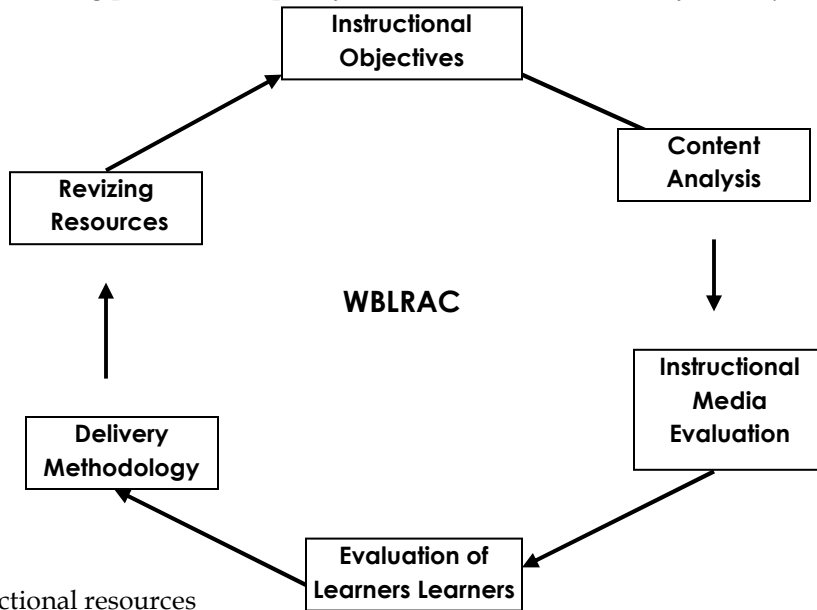 Instructional
Objectives
Content
Analysis
Revizing
Resources
WBLRAC
Instructional
Media
Evaluation
Delivery
Methodology
Evaluation of
Learners Learners
ctional resources